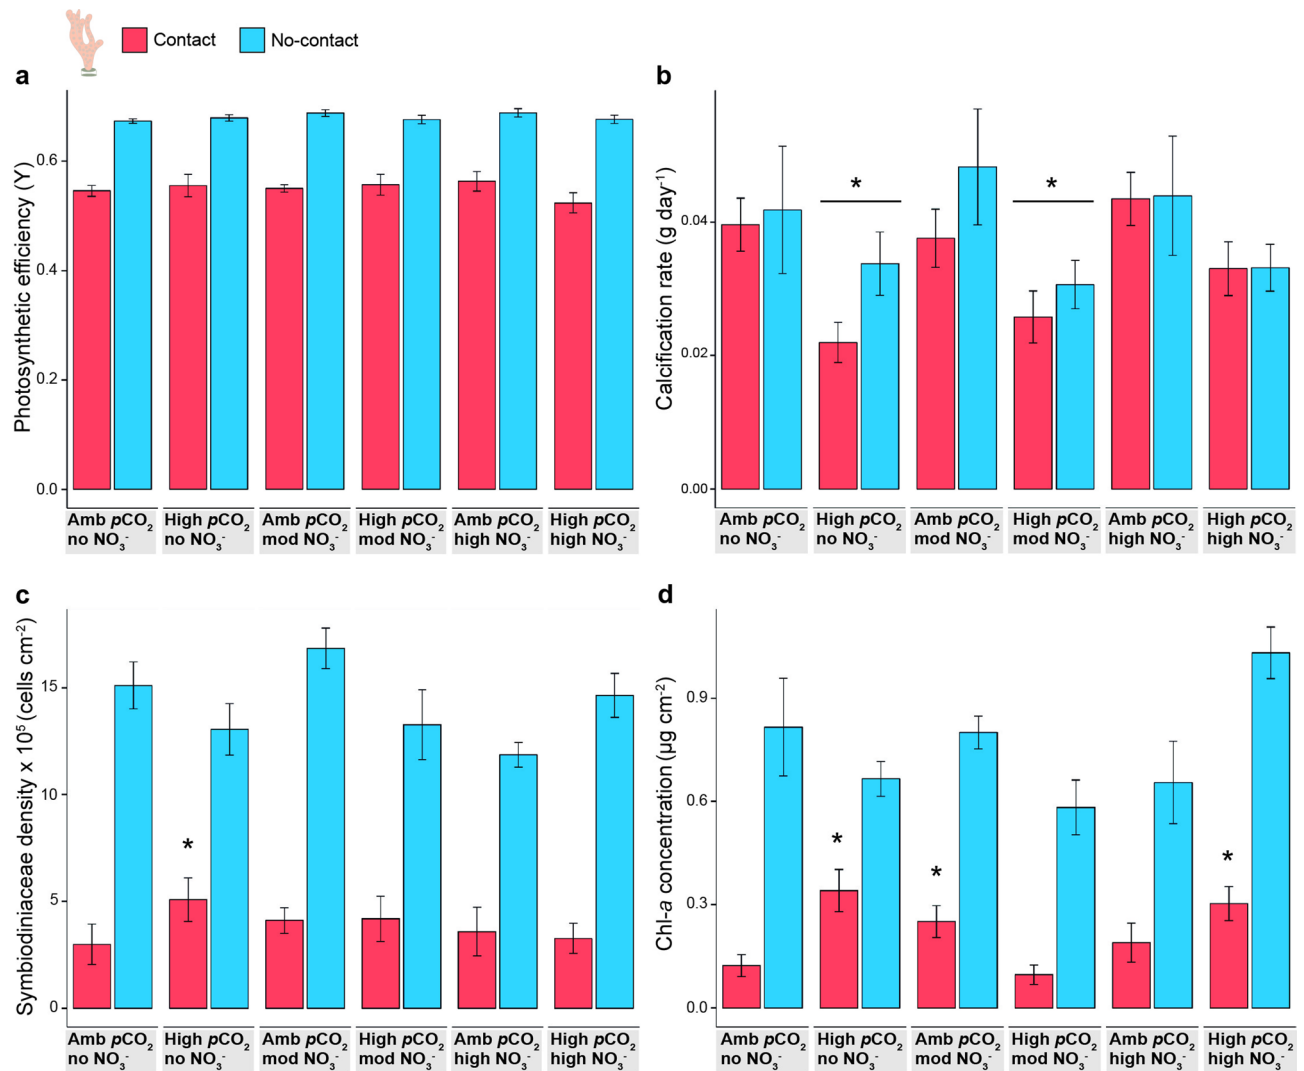 Contact No-contact
a
Photosynthetic efficiency (Y)
0.6
0.4
0.2
0.0
Amb pCO₂ High pCO₂ Amb pCO₂ High pCO₂ Amb pCO₂ High pCO₂
no NO₃⁻ no NO₃⁻ mod NO₃⁻ mod NO₃⁻ high NO₃⁻ high NO₃⁻
b
Calcification rate (g day⁻¹)
* *
0.04
0.02
0.00
Amb pCO₂ High pCO₂ Amb pCO₂ High pCO₂ Amb pCO₂ High pCO₂
no NO₃⁻ no NO₃⁻ mod NO₃⁻ mod NO₃⁻ high NO₃⁻ high NO₃⁻
c
Symbiodiniaceae density x 10⁵ (cells cm⁻²)
15
10
*
5
0
Amb pCO₂ High pCO₂ Amb pCO₂ High pCO₂ Amb pCO₂ High pCO₂
no NO₃⁻ no NO₃⁻ mod NO₃⁻ mod NO₃⁻ high NO₃⁻ high NO₃⁻
d
Chl-a concentration (µg cm⁻²)
0.9
0.6
* * *
0.3
0.0
Amb pCO₂ High pCO₂ Amb pCO₂ High pCO₂ Amb pCO₂ High pCO₂
no NO₃⁻ no NO₃⁻ mod NO₃⁻ mod NO₃⁻ high NO₃⁻ high NO₃⁻